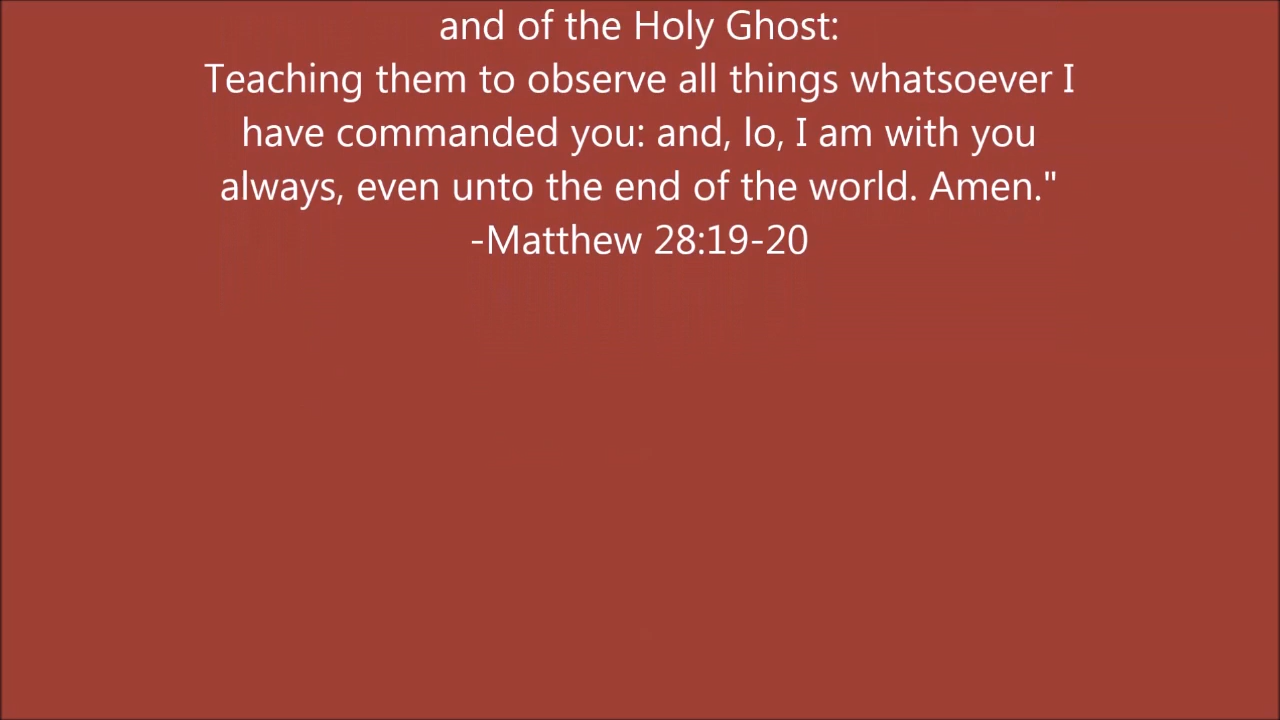 and of the Holy Ghost:
Teaching them to observe all things whatsoever I
have commanded you: and, lo, I am with you
always, even unto the end of the world. Amen."
-Matthew 28:19-20